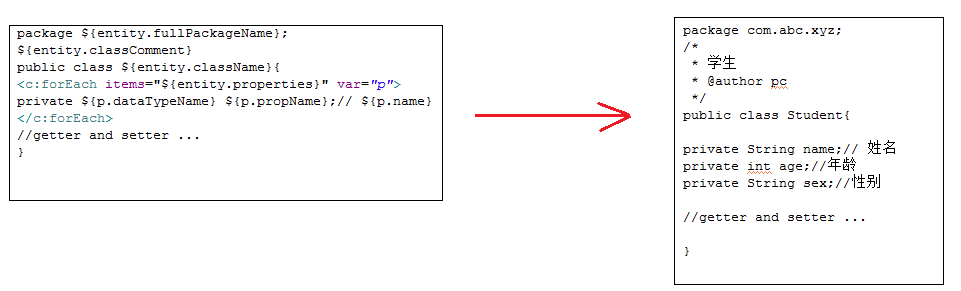 package ${entity.fullPackageName};
${entity.classComment}
public class ${entity.className}{
<c:forEach items="${entity.properties}" var="p">
private ${p.dataTypeName} ${p.propName};// ${p.name}
</c:forEach>
//getter and setter ...
}
package com.abc.xyz;
/*
* 学生
* @author pc
*/
public class Student{
private String name;// 姓名
private int age;//年龄
private String sex;//性别
//getter and setter ...
}